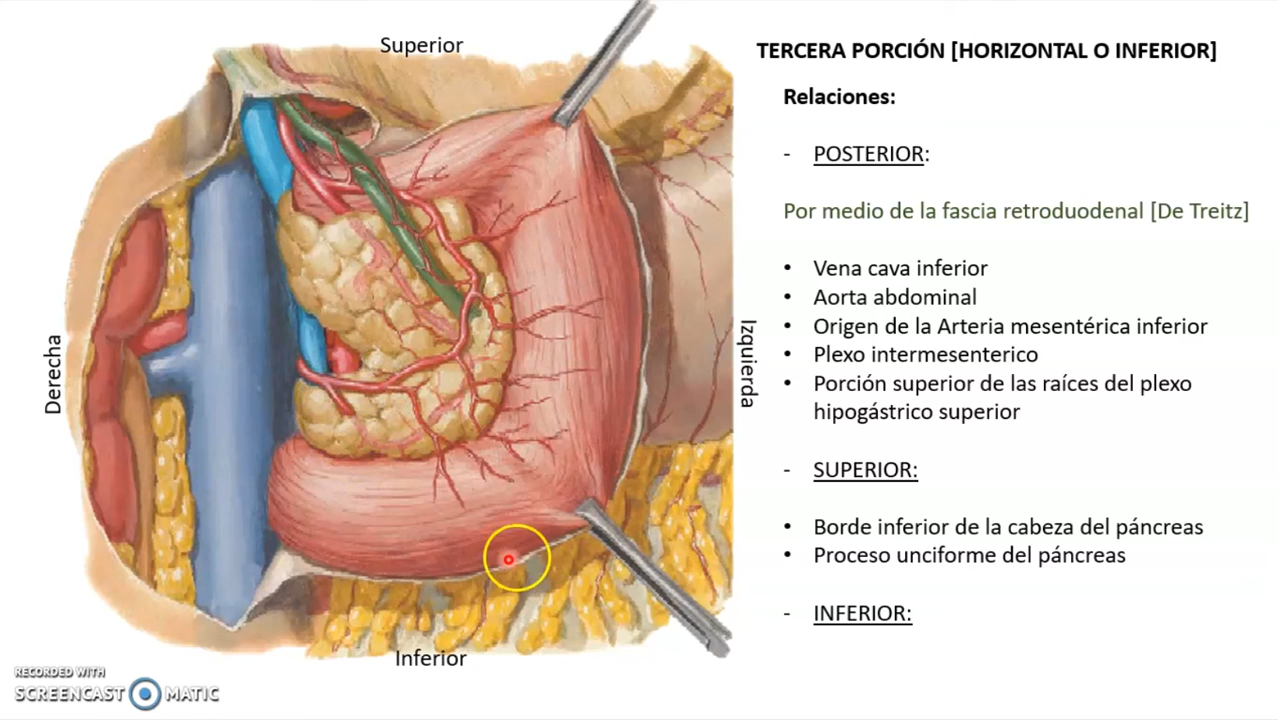 Superior
Derecha
Izquierda
Inferior
TERCERA PORCIÓN [HORIZONTAL O INFERIOR]
Relaciones:
- POSTERIOR:
Por medio de la fascia retroduodenal [De Treitz]
• Vena cava inferior
• Aorta abdominal
• Origen de la Arteria mesentérica inferior
• Plexo intermesenterico
• Porción superior de las raíces del plexo
hipogástrico superior
- SUPERIOR:
• Borde inferior de la cabeza del páncreas
• Proceso unciforme del páncreas
- INFERIOR:
RECORDED WITH
SCREENCAST MATIC